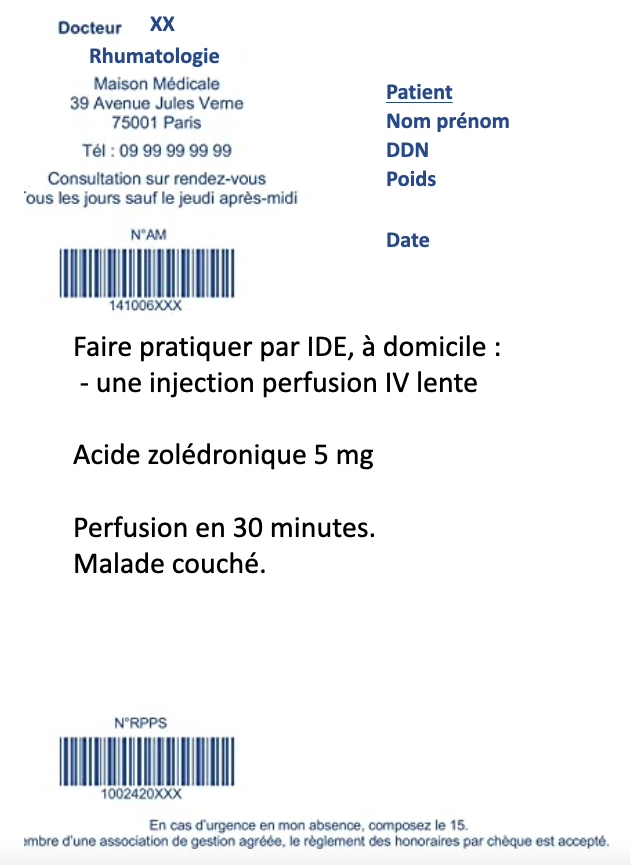 Docteur XX
Rhumatologie
Maison Médicale
39 Avenue Jules Verne
75001 Paris
Tél : 09 99 99 99 99
Consultation sur rendez-vous
ous les jours sauf le jeudi après-midi
N°AM
141006XXX
Patient
Nom prénom
DDN
Poids
Date
Faire pratiquer par IDE, à domicile :
- une injection perfusion IV lente
Acide zolédronique 5 mg
Perfusion en 30 minutes.
Malade couché.
N°RPPS
1002420XXX
En cas d'urgence en mon absence, composez le 15.
mbre d'une association de gestion agréée, le règlement des honoraires par chèque est accepté.